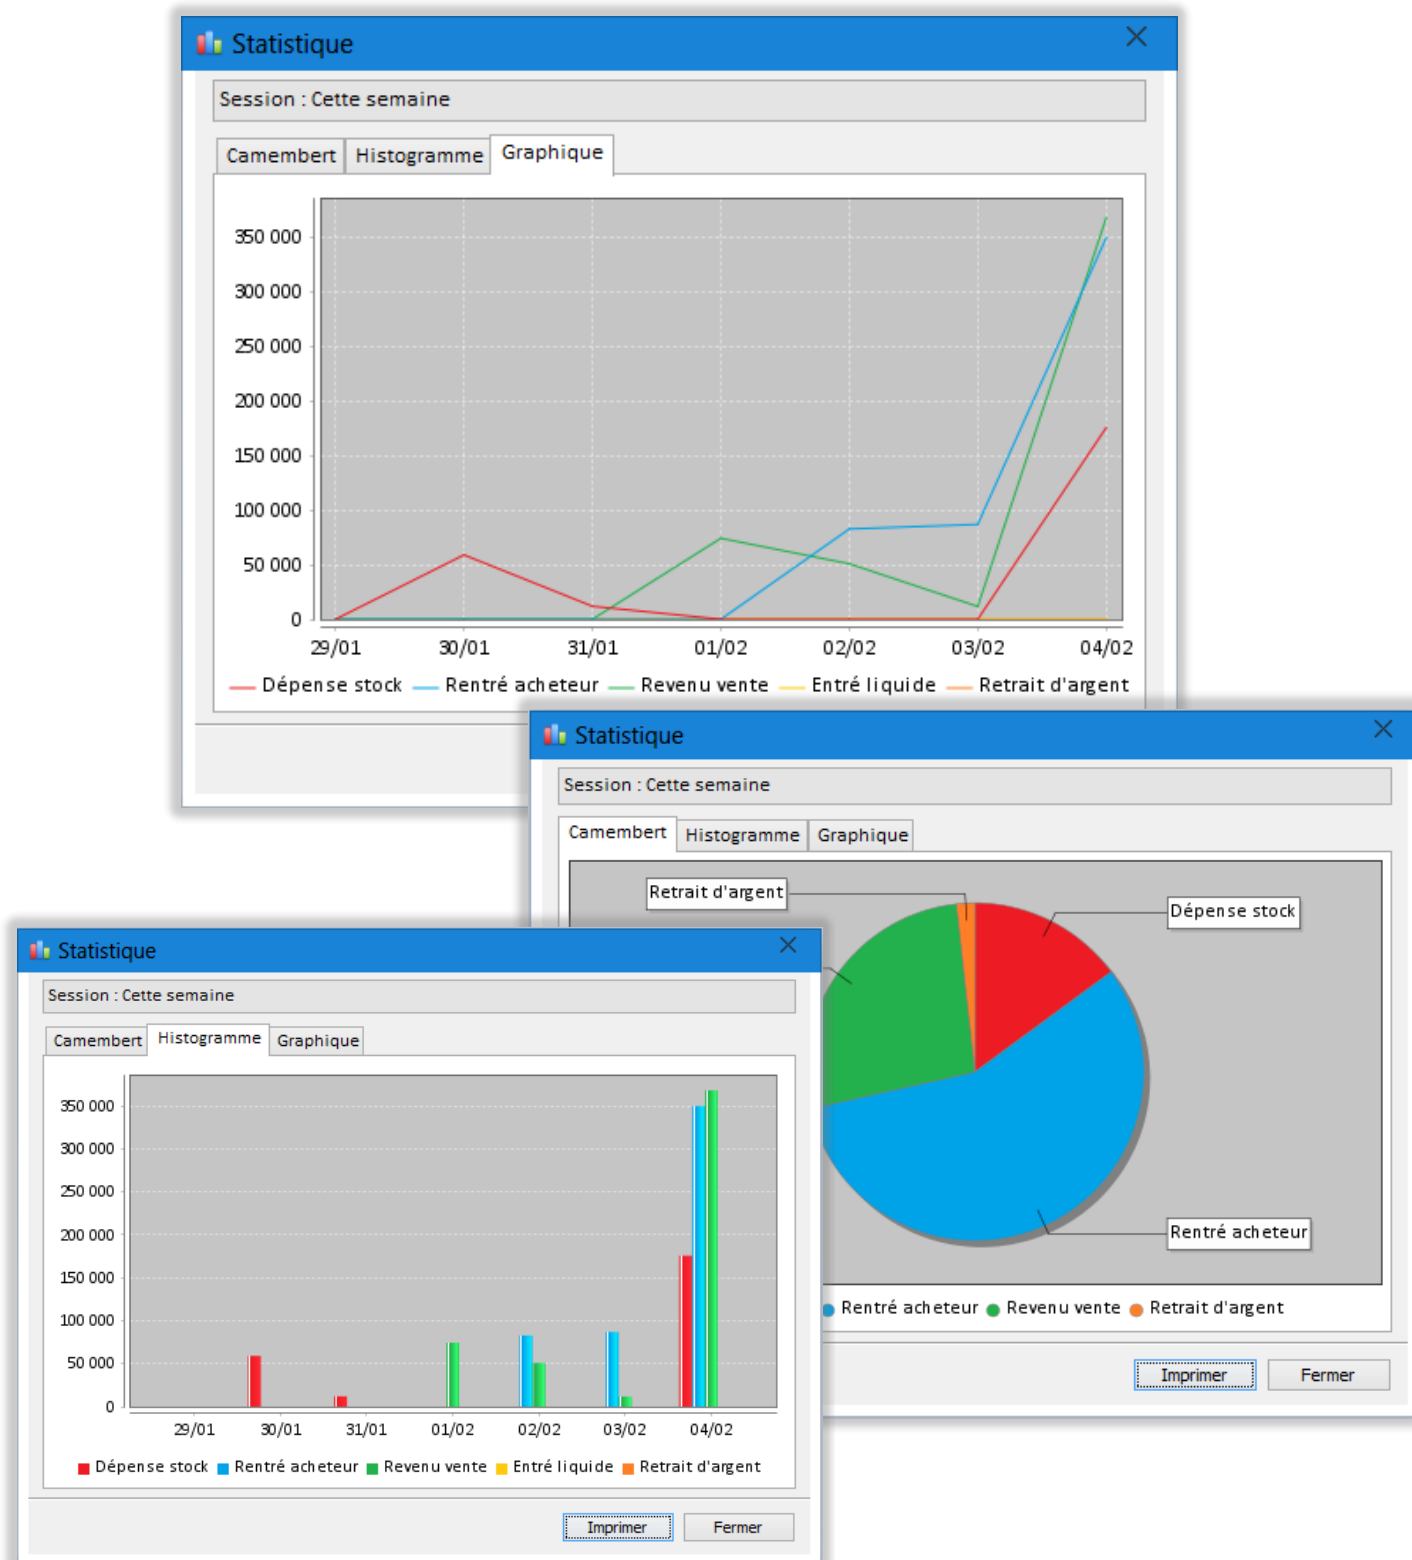 Statistique
Session : Cette semaine
Camembert Histogramme Graphique
350 000
300 000
250 000
200 000
150 000
100 000
50 000
0
29/01 30/01 31/01 01/02 02/02 03/02 04/02
Dépense stock Rentré acheteur Revenu vente Entré liquide Retrait d'argent
Statistique
Session : Cette semaine
Camembert Histogramme Graphique
Retrait d'argent
Dépense stock
Rentré acheteur
Rentré acheteur Revenu vente Retrait d'argent
Imprimer Fermer
Statistique
Session : Cette semaine
Camembert Histogramme Graphique
350 000
300 000
250 000
200 000
150 000
100 000
50 000
0
29/01 30/01 31/01 01/02 02/02 03/02 04/02
Dépense stock Rentré acheteur Revenu vente Entré liquide Retrait d'argent
Imprimer Fermer